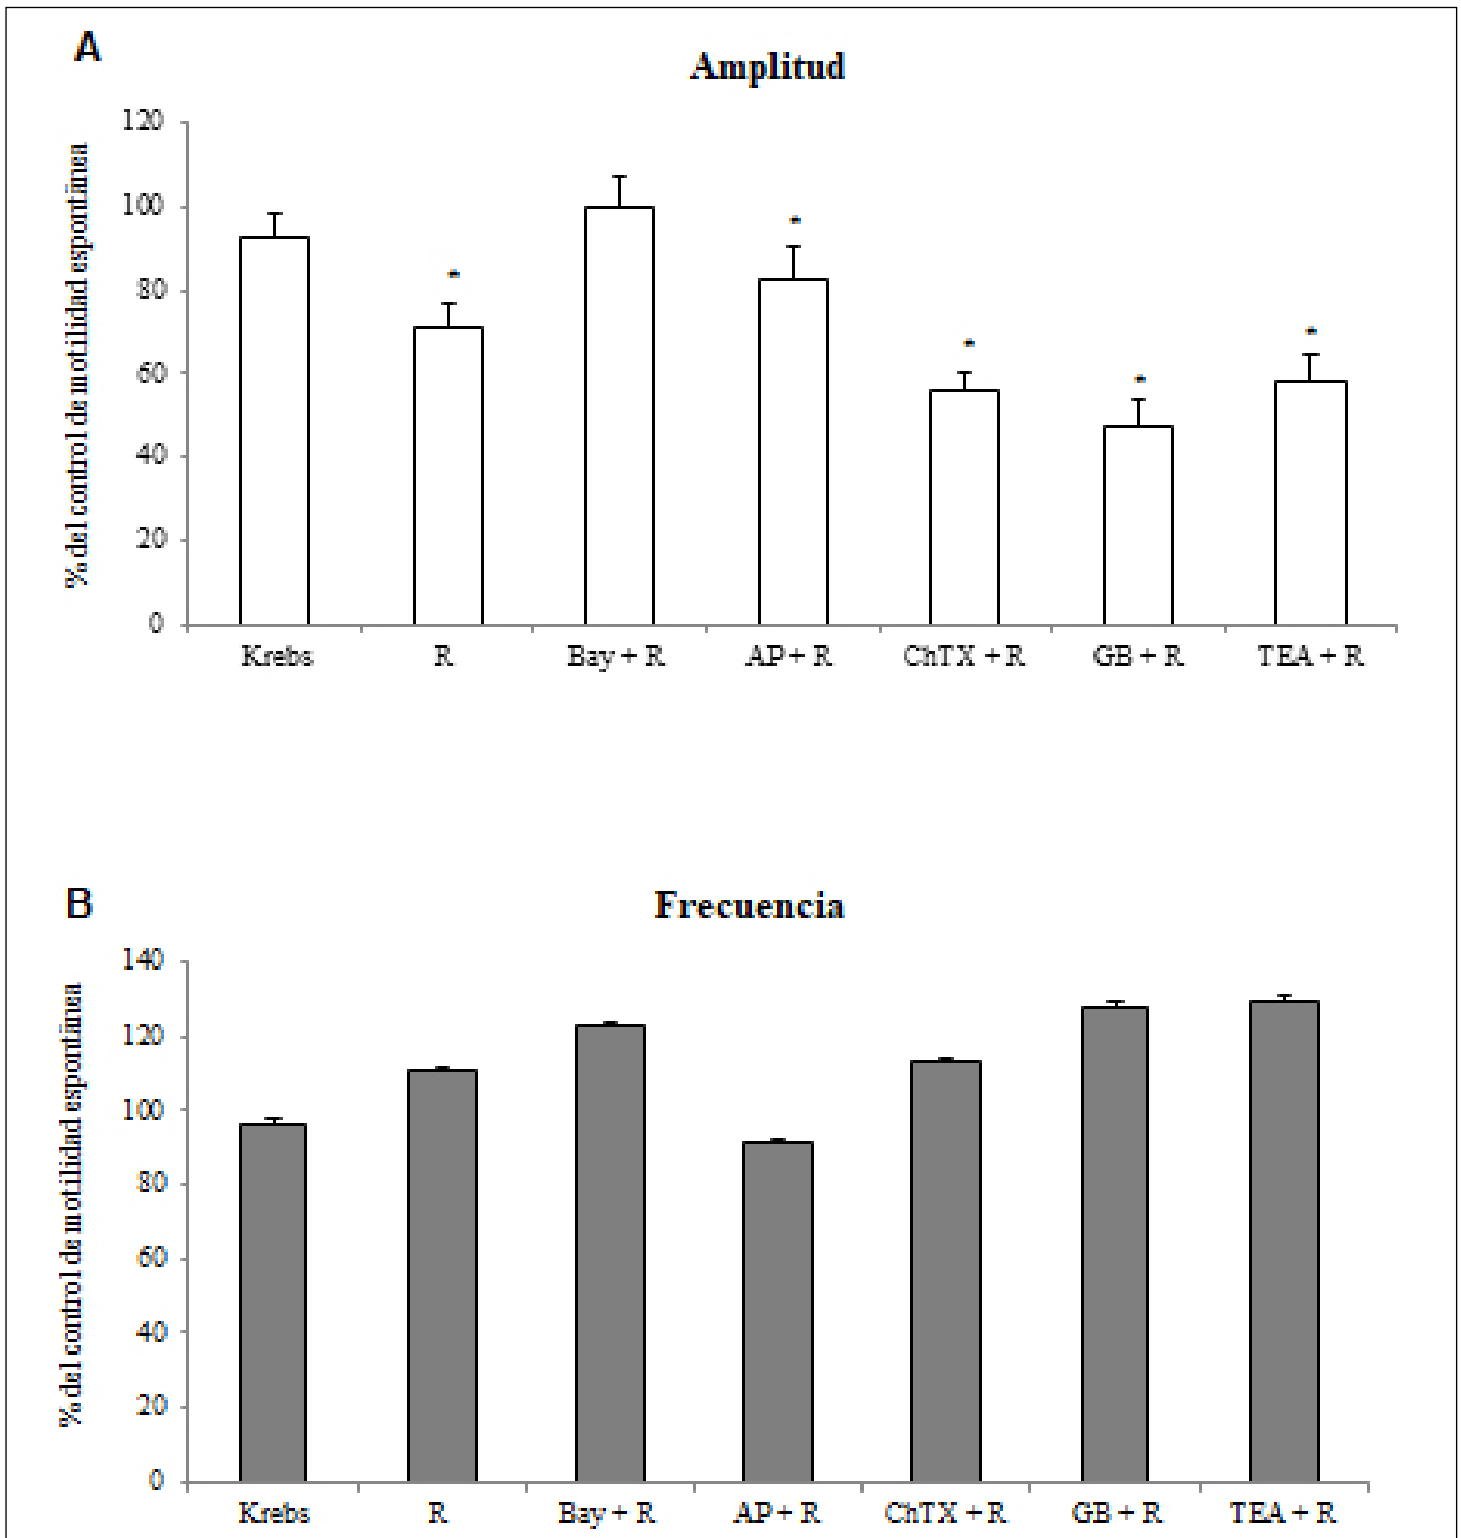 A
Amplitud
% del control de motilidad espontánea
120
100
80
60
40
20
0
* * * * *
Krebs R Bay + R AP + R ChTX + R GB + R TEA + R
B
Frecuencia
% del control de motilidad espontánea
140
120
100
80
60
40
20
0
Krebs R Bay + R AP + R ChTX + R GB + R TEA + R